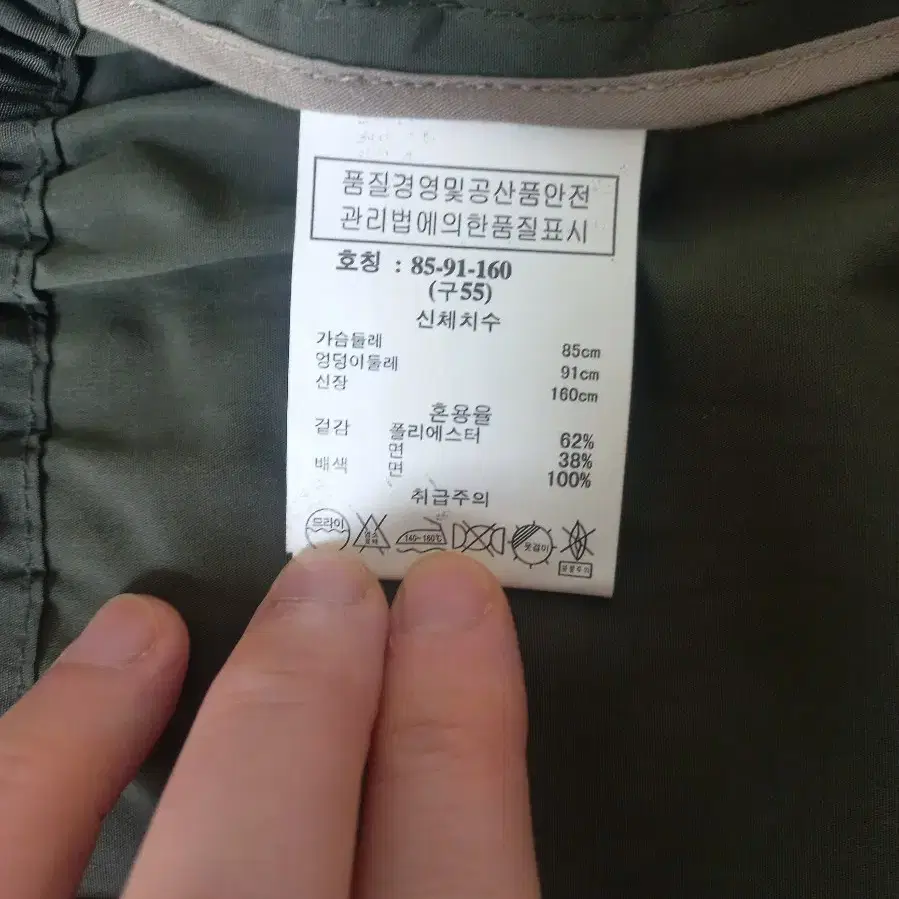 품질경영및공산품안전
관리법에의한품질표시
호칭 : 85-91-160
(구55)
신체치수
가슴둘레 85cm
엉덩이둘레 91cm
신장 160cm
혼용율
겉감 폴리에스터 62%
면 38%
배색 면 100%
취급주의
드라이
140~160℃
옷걸이